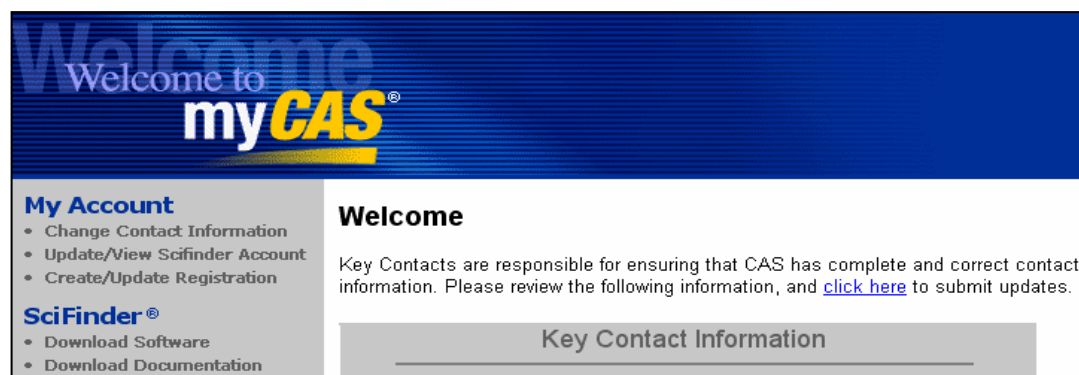 Welcome
Welcome to
myCAS®
My Account
• Change Contact Information
• Update/View Scifinder Account
• Create/Update Registration
SciFinder®
• Download Software
• Download Documentation
Welcome
Key Contacts are responsible for ensuring that CAS has complete and correct contact
information. Please review the following information, and click here to submit updates.
Key Contact Information